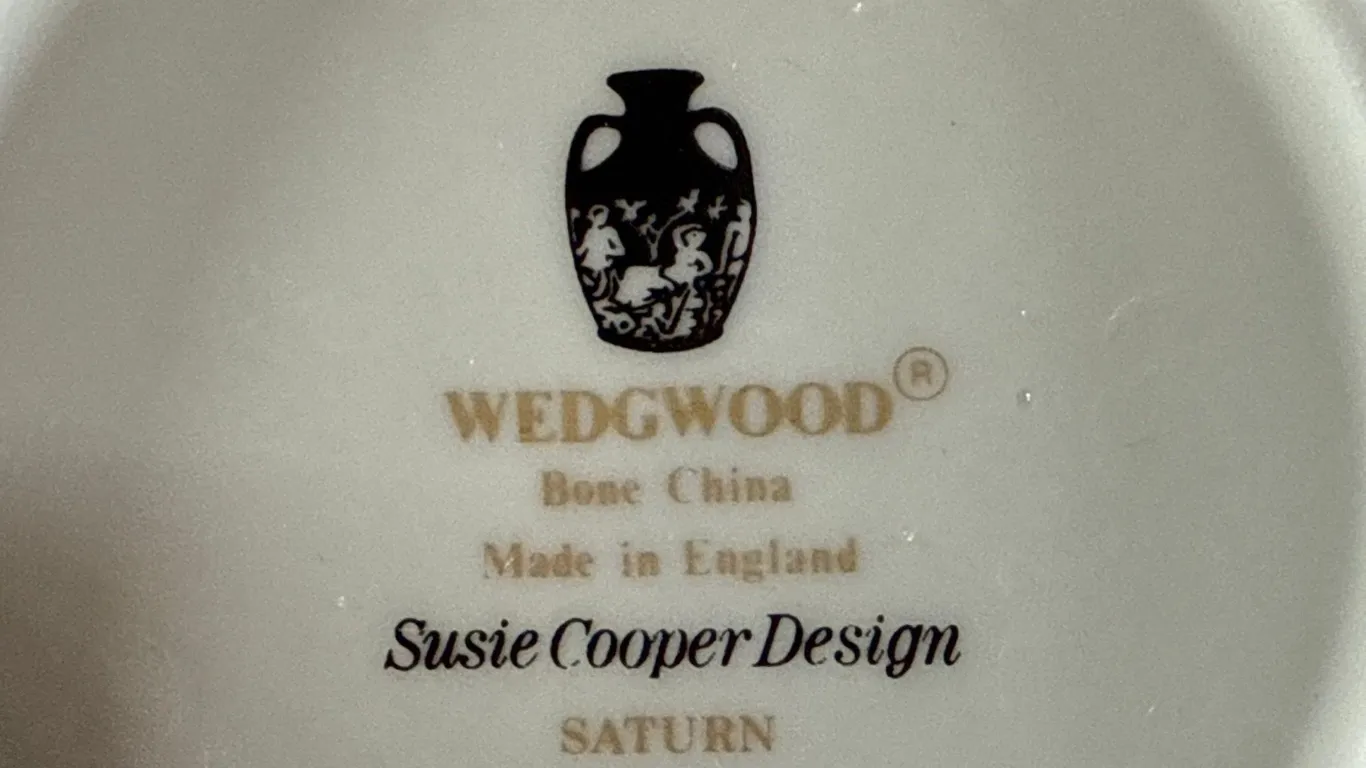 WEDGWOOD®
Bone China
Made in England
Susie Cooper Design
SATURN